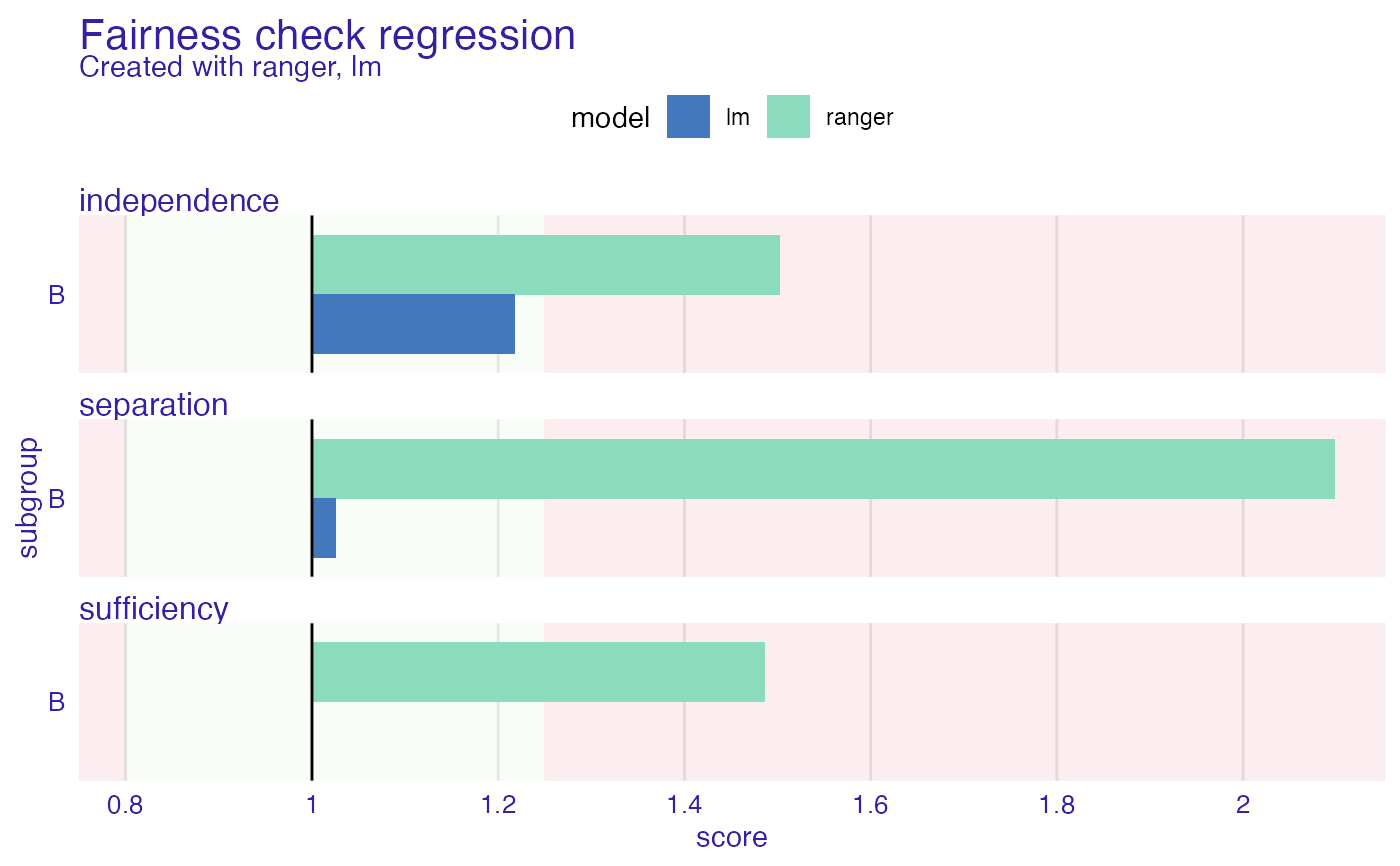 Fairness check regression
Created with ranger, lm
model lm ranger
independence
B
separation
B
subgroup
sufficiency
B
0.8 1 1.2 1.4 1.6 1.8 2
score